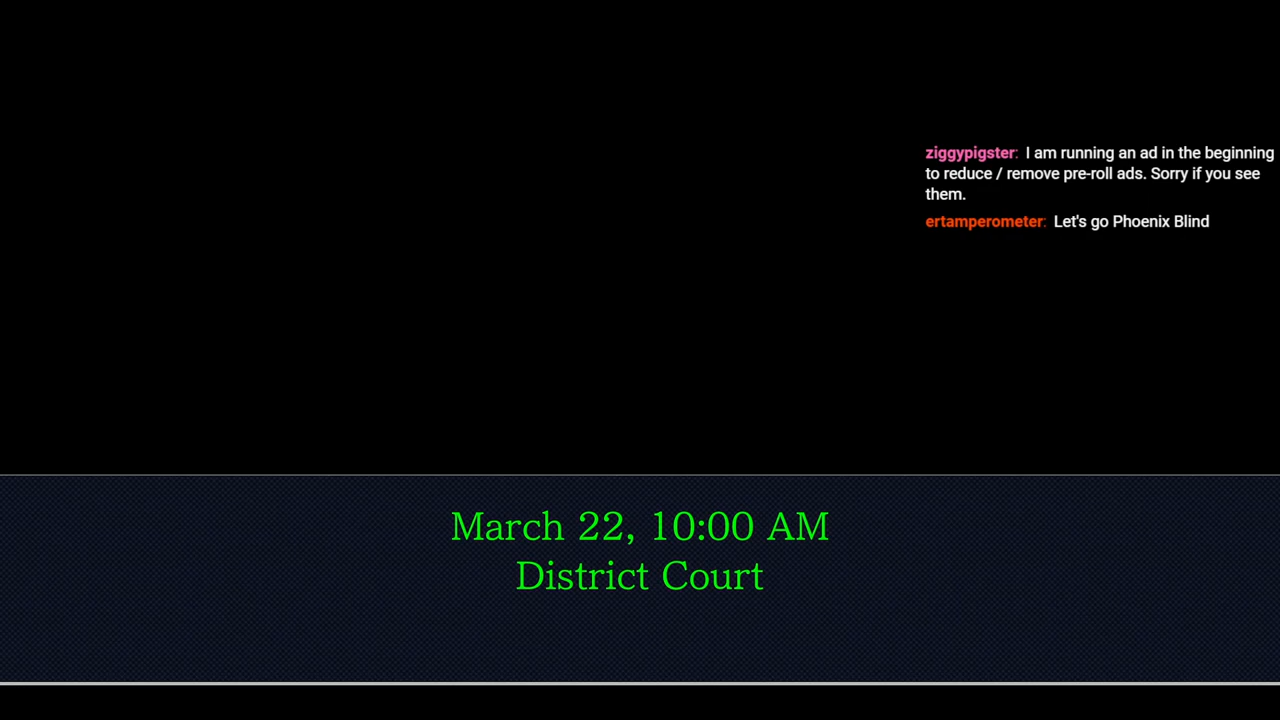 ziggypigster: I am running an ad in the beginning
to reduce / remove pre-roll ads. Sorry if you see
them.
ertamperometer: Let's go Phoenix Blind
March 22, 10:00 AM
District Court